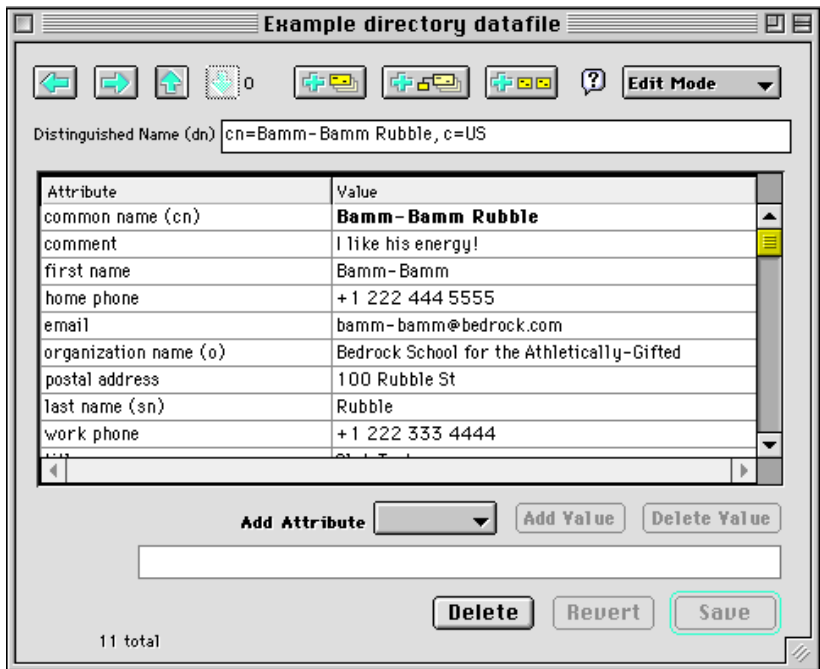 Example directory datafile
0 ? Edit Mode
Distinguished Name (dn) cn=Bamm-Bamm Rubble, c=US
Attribute Value
common name (cn) Bamm-Bamm Rubble
comment I like his energy!
first name Bamm-Bamm
home phone +1 222 444 5555
email bamm-bamm@bedrock.com
organization name (o) Bedrock School for the Athletically-Gifted
postal address 100 Rubble St
last name (sn) Rubble
work phone +1 222 333 4444
Add Attribute Add Value Delete Value
Delete Revert Save
11 total